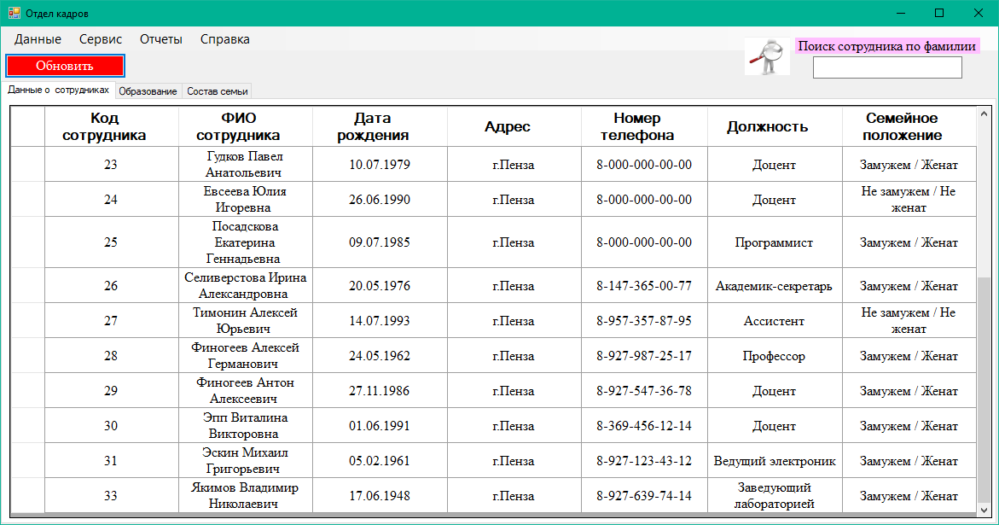 Отдел кадров
Данные Сервис Отчеты Справка
Поиск сотрудника по фамилии
Обновить
Данные о сотрудниках Образование Состав семьи
Код сотрудника ФИО сотрудника Дата рождения Адрес Номер телефона Должность Семейное положение
23 Гудков Павел Анатольевич 10.07.1979 г.Пенза 8-000-000-00-00 Доцент Замужем / Женат
24 Евсеева Юлия Игоревна 26.06.1990 г.Пенза 8-000-000-00-00 Доцент Не замужем / Не женат
25 Посадскова Екатерина Геннадьевна 09.07.1985 г.Пенза 8-000-000-00-00 Программист Замужем / Женат
26 Селиверстова Ирина Александровна 20.05.1976 г.Пенза 8-147-365-00-77 Академик-секретарь Замужем / Женат
27 Тимонин Алексей Юрьевич 14.07.1993 г.Пенза 8-957-357-87-95 Ассистент Не замужем / Не женат
28 Финогеев Алексей Германович 24.05.1962 г.Пенза 8-927-987-25-17 Профессор Замужем / Женат
29 Финогеев Антон Алексеевич 27.11.1986 г.Пенза 8-927-547-36-78 Доцент Замужем / Женат
30 Эпп Виталина Викторовна 01.06.1991 г.Пенза 8-369-456-12-14 Доцент Замужем / Женат
31 Эскин Михаил Григорьевич 05.02.1961 г.Пенза 8-927-123-43-12 Ведущий электроник Замужем / Женат
33 Якимов Владимир Николаевич 17.06.1948 г.Пенза 8-927-639-74-14 Заведующий лабораторией Замужем / Женат